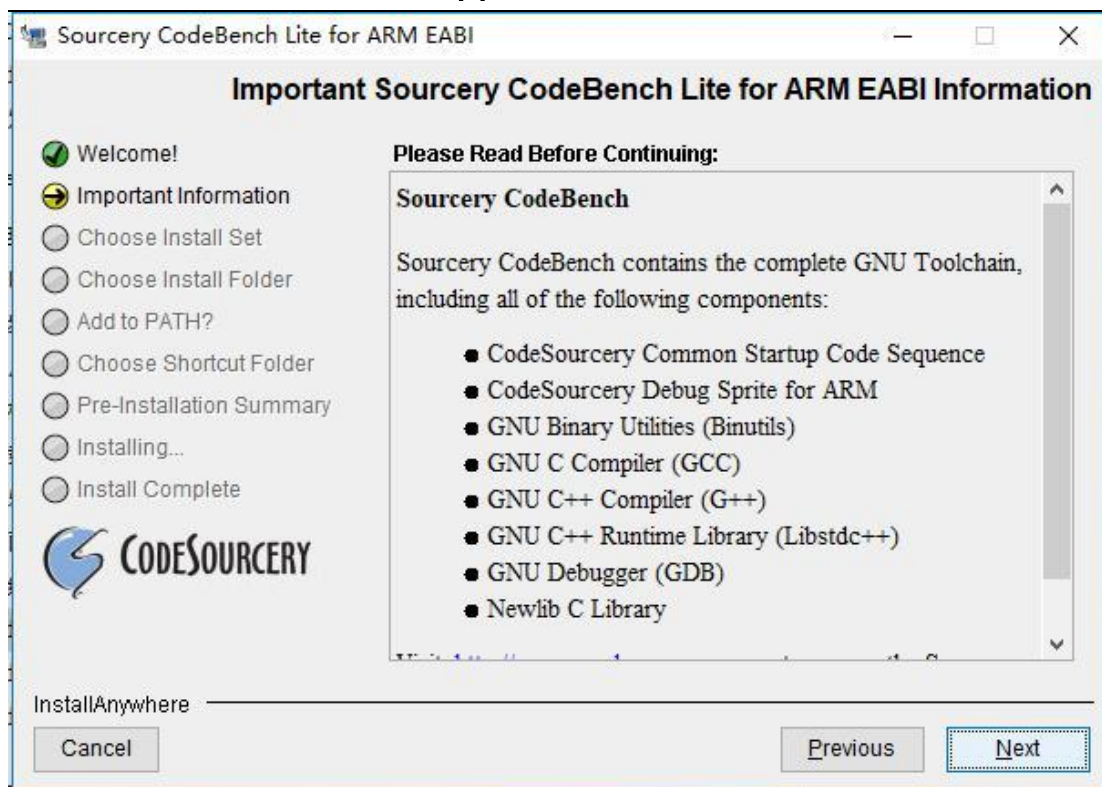 Sourcery CodeBench Lite for ARM EABI
Important Sourcery CodeBench Lite for ARM EABI Information
Welcome!
Important Information
Choose Install Set
Choose Install Folder
Add to PATH?
Choose Shortcut Folder
Pre-Installation Summary
Installing...
Install Complete
CODESOURCERY
Please Read Before Continuing:
Sourcery CodeBench
Sourcery CodeBench contains the complete GNU Toolchain,
including all of the following components:
● CodeSourcery Common Startup Code Sequence
● CodeSourcery Debug Sprite for ARM
● GNU Binary Utilities (Binutils)
● GNU C Compiler (GCC)
● GNU C++ Compiler (G++)
● GNU C++ Runtime Library (Libstdc++)
● GNU Debugger (GDB)
● Newlib C Library
InstallAnywhere
Cancel
Previous
Next